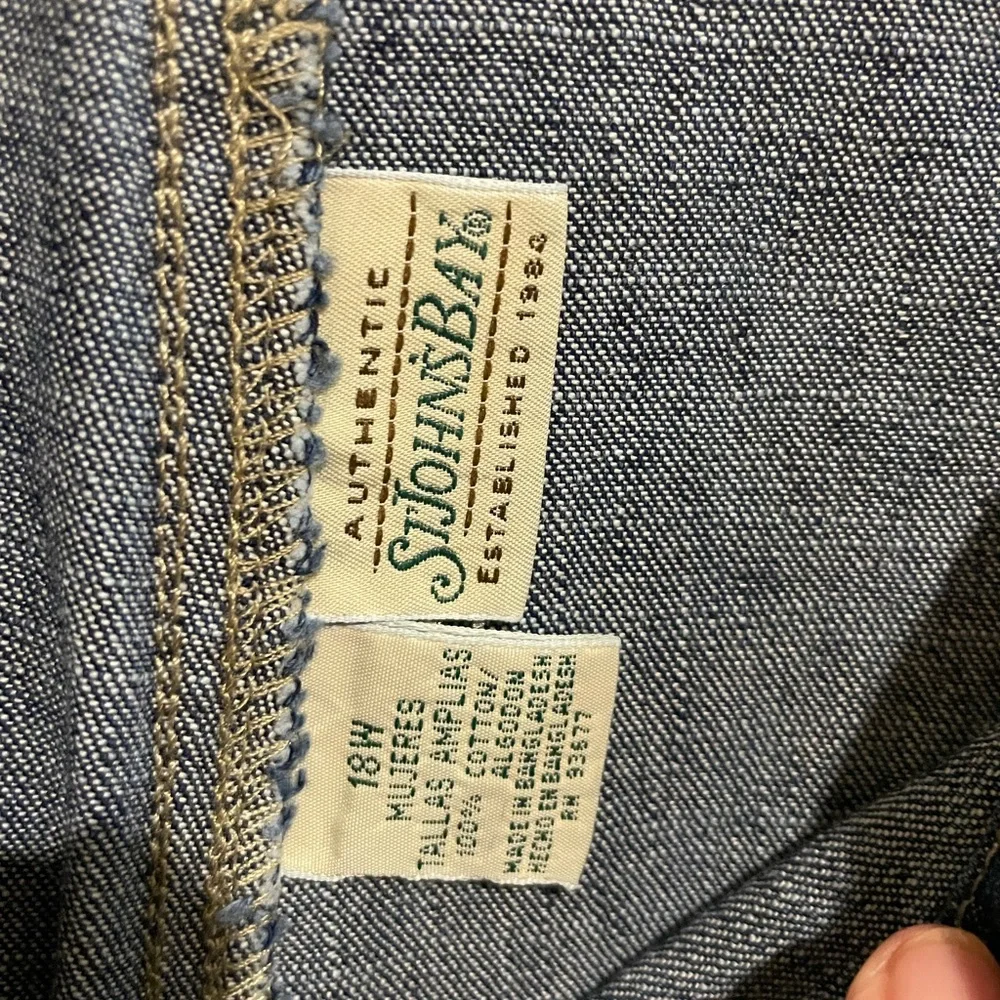 AUTHENTIC
ST JOHN'S BAY®
ESTABLISHED 1983
18W
MUJERES
TALLAS AMPLIAS
100% COTTON/
ALGODON
MADE IN BANGLADESH
HECHO EN BANGLADESH
RN 93677